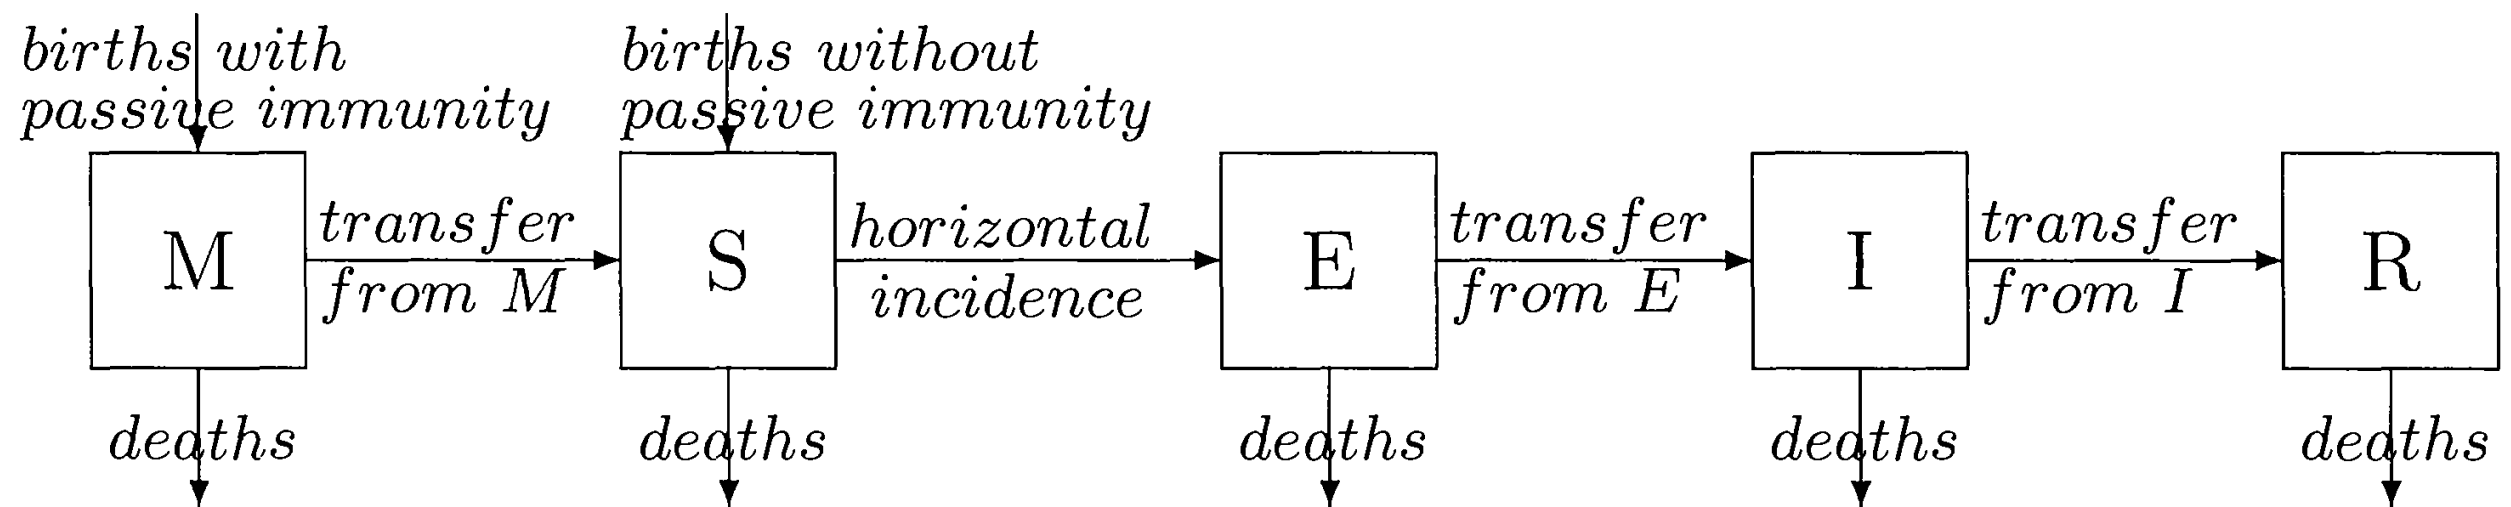 births with
passive immunity
births without
passive immunity
M
transfer
from M
S
horizontal
incidence
E
transfer
from E
I
transfer
from I
R
deaths
deaths
deaths
deaths
deaths